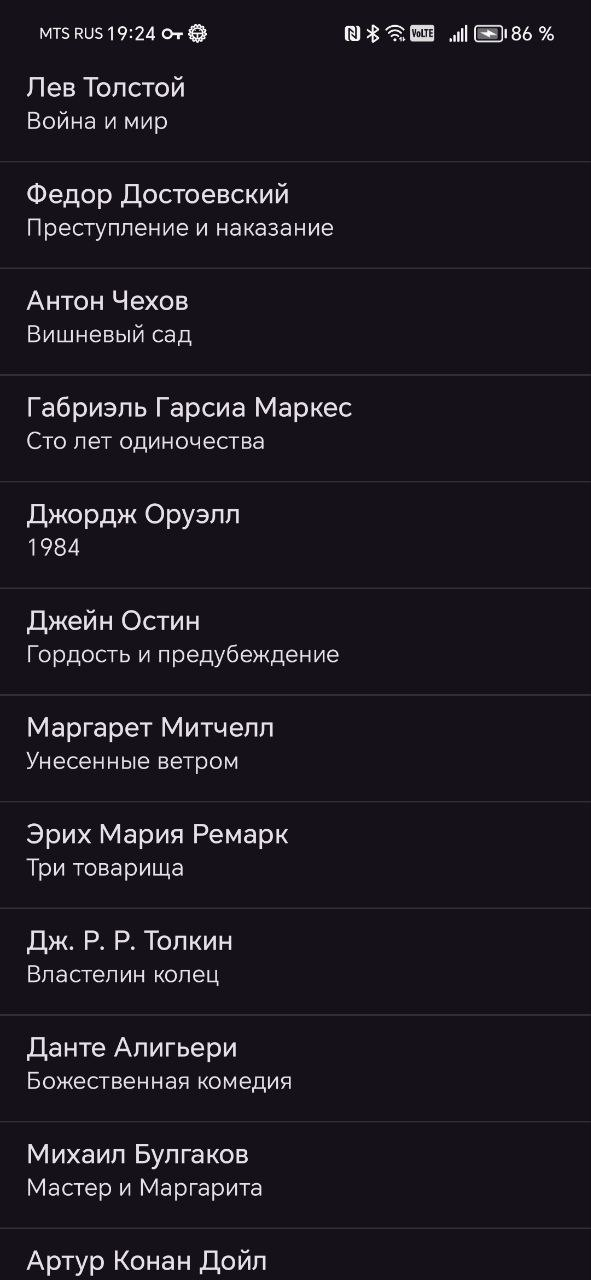 MTS RUS 19:24 VoLTE 86 %
Лев Толстой
Война и мир
Федор Достоевский
Преступление и наказание
Антон Чехов
Вишневый сад
Габриэль Гарсиа Маркес
Сто лет одиночества
Джордж Оруэлл
1984
Джейн Остин
Гордость и предубеждение
Маргарет Митчелл
Унесенные ветром
Эрих Мария Ремарк
Три товарища
Дж. Р. Р. Толкин
Властелин колец
Данте Алигьери
Божественная комедия
Михаил Булгаков
Мастер и Маргарита
Артур Конан Дойл